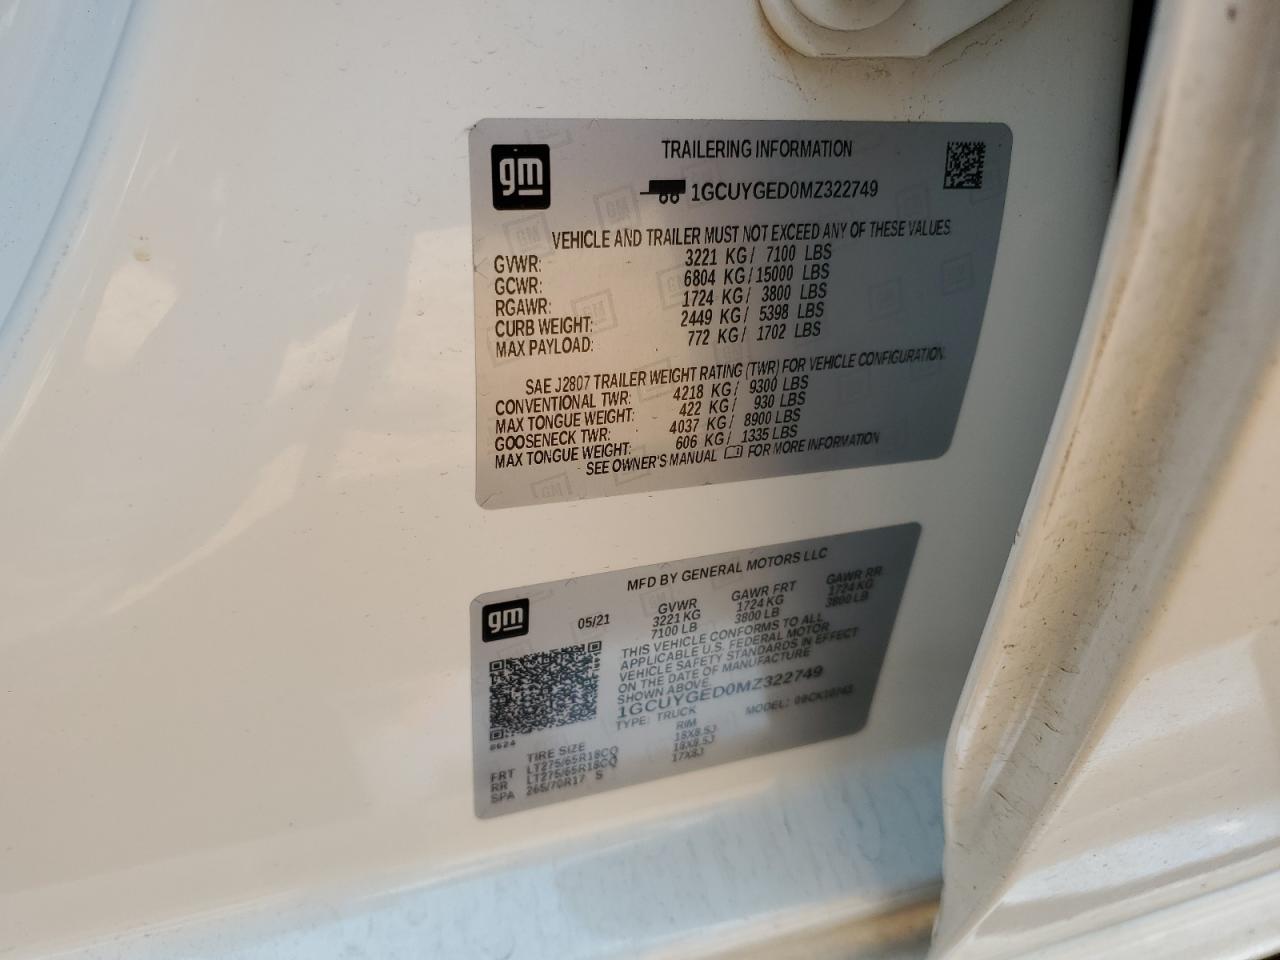 gm
TRAILERING INFORMATION
1GCUYGED0MZ322749
VEHICLE AND TRAILER MUST NOT EXCEED ANY OF THESE VALUES
GVWR: 3221 KG/ 7100 LBS
GCWR: 6804 KG/15000 LBS
RGAWR: 1724 KG/ 3800 LBS
CURB WEIGHT: 2449 KG/ 5398 LBS
MAX PAYLOAD: 772 KG/ 1702 LBS
SAE J2807 TRAILER WEIGHT RATING (TWR) FOR VEHICLE CONFIGURATION
CONVENTIONAL TWR: 4218 KG/ 9300 LBS
MAX TONGUE WEIGHT: 422 KG/ 930 LBS
GOOSENECK TWR: 4037 KG/ 8900 LBS
MAX TONGUE WEIGHT: 606 KG/ 1335 LBS
SEE OWNER'S MANUAL FOR MORE INFORMATION
MFD BY GENERAL MOTORS LLC
gm
05/21
GVWR GAWR FRT GAWR RR
3221 KG 1724 KG 1724 KG
7100 LB 3800 LB 3800 LB
THIS VEHICLE CONFORMS TO ALL
APPLICABLE U.S. FEDERAL MOTOR
VEHICLE SAFETY STANDARDS IN EFFECT
ON THE DATE OF MANUFACTURE
SHOWN ABOVE.
1GCUYGED0MZ322749
TYPE: TRUCK MODEL:
0624
TIRE SIZE RIM
FRT LT275/65R18CQ 18X8.5J
RR LT275/65R18CQ 18X8.5J
SPA 265/70R17 S 17X8J